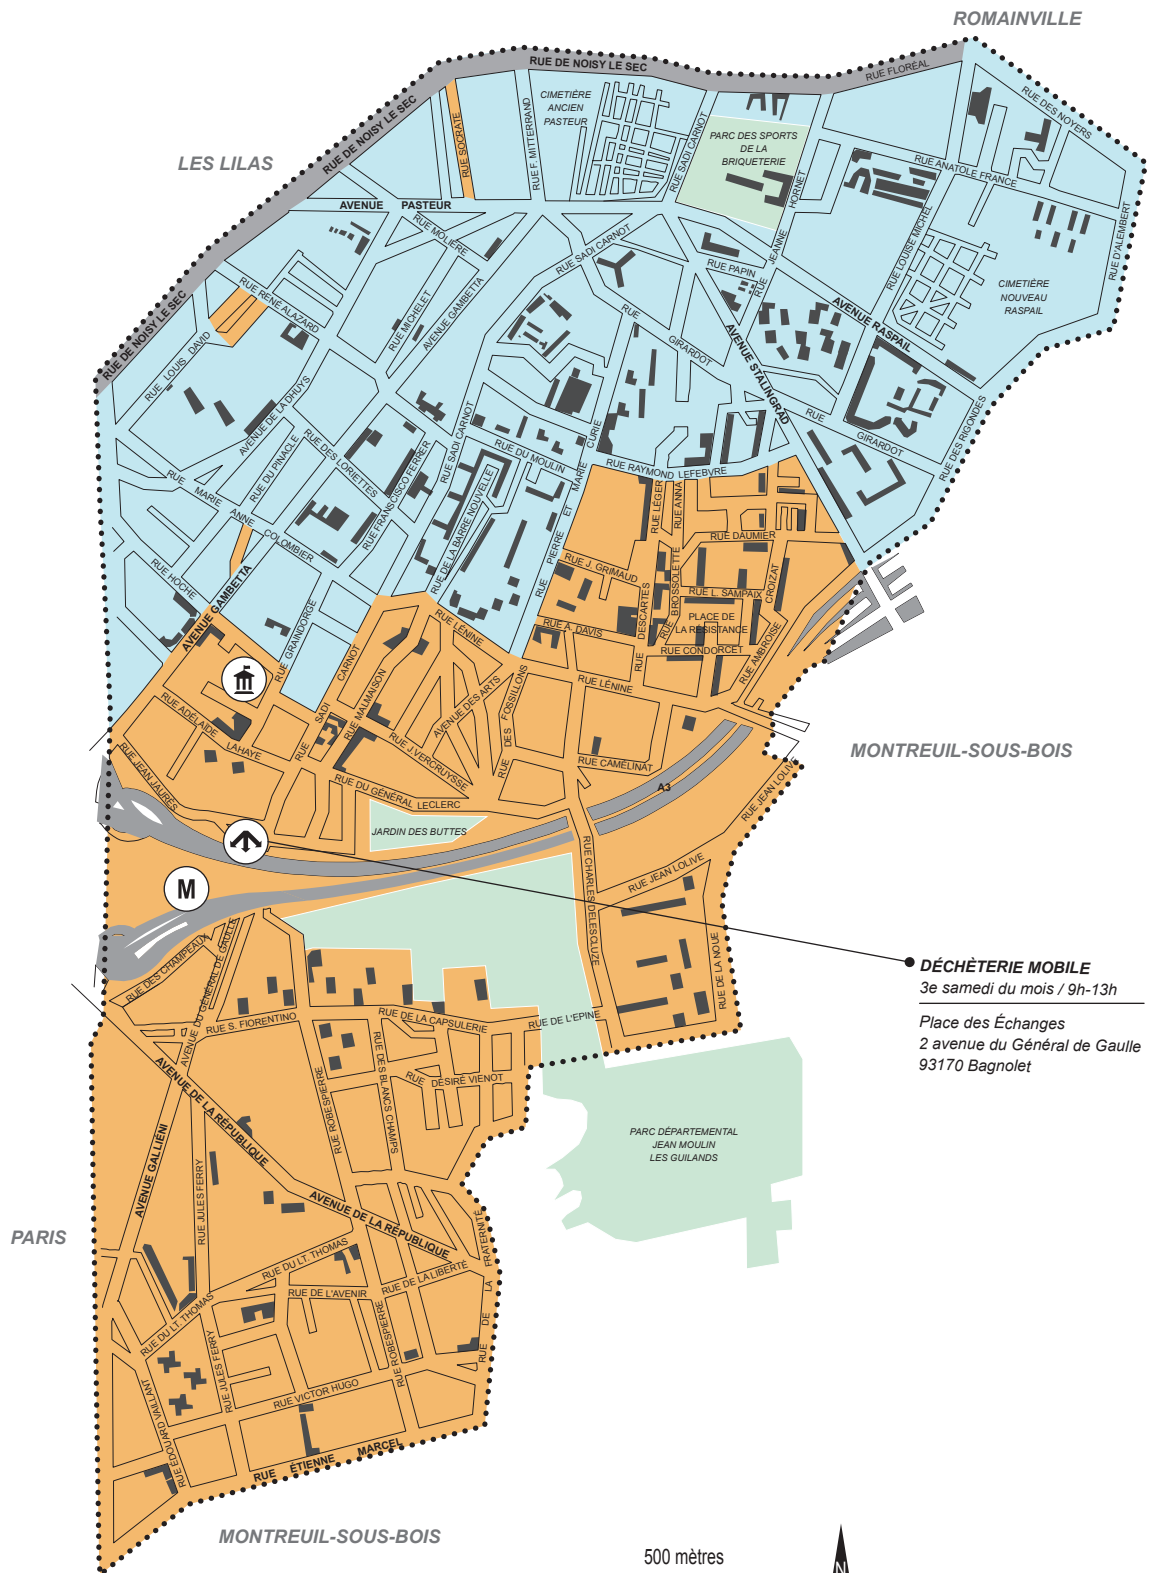 ROMAINVILLE
RUE DE NOISY LE SEC
RUE FLORÉAL
RUE DES NOYERS
LES LILAS
RUE DE NOISY LE SEC
RUE SOCRATE
RUE F. MITTERRAND
CIMETIÈRE
ANCIEN
PASTEUR
RUE SADI CARNOT
PARC DES SPORTS
DE LA
BRIQUETERIE
RUE ANATOLE FRANCE
AVENUE PASTEUR
RUE MOLIÈRE
RUE SADI CARNOT
RUE JEANNE HORNET
RUE LOUISE MICHEL
RUE D'ALEMBERT
RUE PAPIN
CIMETIÈRE
NOUVEAU
RASPAIL
RUE RENÉ ALAZARD
RUE DE NOISY LE SEC
RUE LOUIS DAVID
RUE MICHELET
AVENUE GAMBETTA
RUE GIRARDOT
AVENUE STALINGRAD
AVENUE RASPAIL
AVENUE DE LA DHUYS
RUE DU PINACLE
RUE DES LORIETTES
RUE SADI CARNOT
RUE DU MOULIN
RUE PIERRE ET MARIE CURIE
RUE RAYMOND LEFEBVRE
RUE GIRARDOT
RUE DES RIGONDES
RUE MARIE ANNE COLOMBIER
RUE FRANSCISCO FERRER
RUE DE LA BARRE NOUVELLE
RUE LÉGER
RUE ANNA
RUE DAUMIER
RUE HOCHE
AVENUE GAMBETTA
RUE GRAINDORGE
RUE J. GRIMAUD
RUE DESCARTES
RUE BROSSOLETTE
RUE L. SAMPAIX
CROIZAT
PLACE DE
LA RÉSISTANCE
RUE A. DAVIS
RUE CONDORCET
RUE AMBROISE
RUE LÉNINE
RUE LÉNINE
RUE SADI CARNOT
RUE MALMAISON
AVENUE DES ARTS
RUE DES FOSSILLONS
RUE ADÉLAIDE LAHAYE
RUE J.VERCRUYSSE
RUE CAMÉLINAT
MONTREUIL-SOUS-BOIS
RUE JEAN JAURÈS
RUE DU GÉNÉRAL LECLERC
A3
RUE JEAN LOLIVE
JARDIN DES BUTTES
RUE CHARLES DELESCLUZE
RUE JEAN LOLIVE
M
RUE DE LA NOUE
RUE DES CHAMPEAUX
AVENUE DU GÉNÉRAL DE GAULLE
DÉCHÈTERIE MOBILE
3e samedi du mois / 9h-13h
Place des Échanges
2 avenue du Général de Gaulle
93170 Bagnolet
RUE S. FIORENTINO
RUE DE LA CAPSULERIE
RUE DE L'EPINE
AVENUE DE LA RÉPUBLIQUE
RUE ROBESPIERRE
RUE DES BLANCS CHAMPS
RUE DÉSIRÉ VIENOT
PARC DÉPARTEMENTAL
JEAN MOULIN
LES GUILANDS
AVENUE GALLIÉNI
RUE JULES FERRY
AVENUE DE LA RÉPUBLIQUE
PARIS
RUE DU LT. THOMAS
RUE DE LA LIBERTÉ
RUE DE LA FRATERNITÉ
RUE DE L'AVENIR
RUE DU LT. THOMAS
RUE JULES FERRY
RUE ROBESPIERRE
RUE ÉDOUARD VAILLANT
RUE VICTOR HUGO
RUE ÉTIENNE MARCEL
MONTREUIL-SOUS-BOIS
500 mètres
N